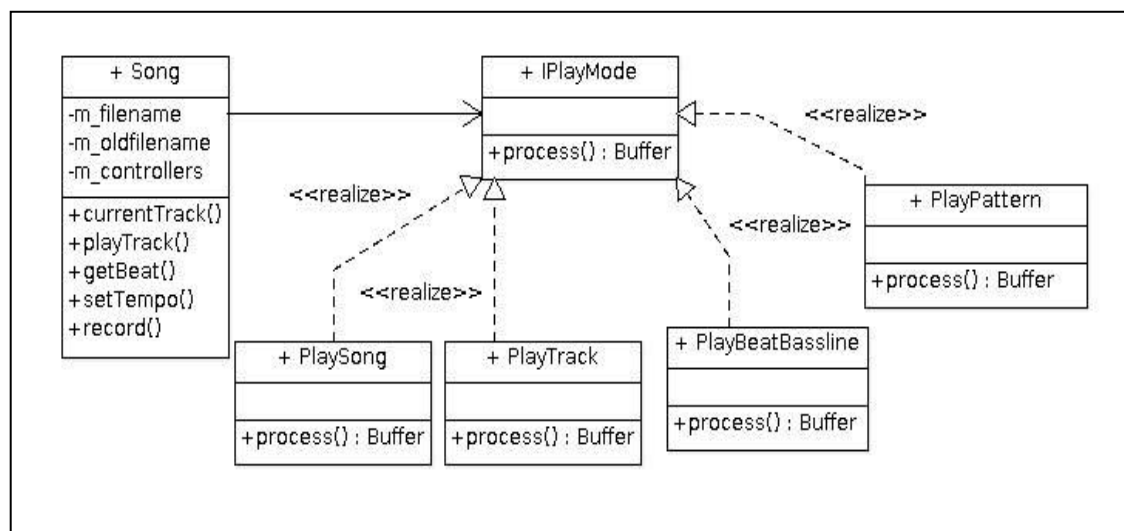 + Song
-m_filename
-m_oldfilename
-m_controllers
+currentTrack()
+playTrack()
+getBeat()
+setTempo()
+record()
+ IPlayMode
+process() : Buffer
<<realize>>
<<realize>>
<<realize>>
<<realize>>
+ PlayPattern
+process() : Buffer
+ PlaySong
+process() : Buffer
+ PlayTrack
+process() : Buffer
+ PlayBeatBassline
+process() : Buffer